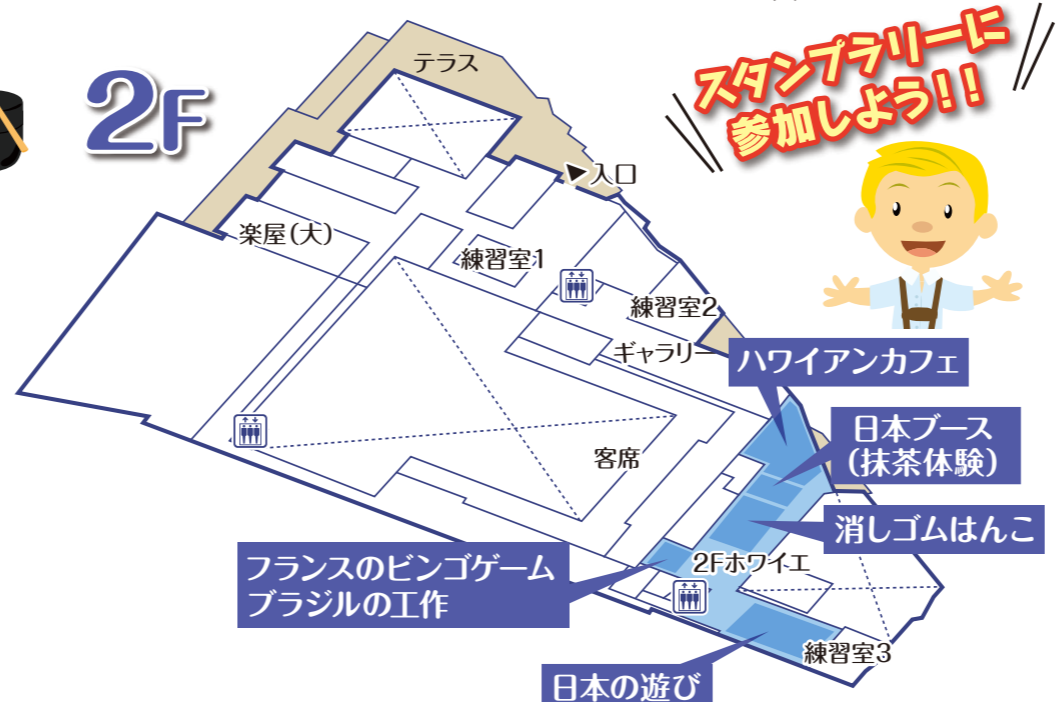 2F
スタンプラリーに
参加しよう!!
テラス
▶入口
楽屋(大)
練習室1
練習室2
ギャラリー
ハワイアンカフェ
日本ブース
(抹茶体験)
客席
消しゴムはんこ
2Fホワイエ
フランスのビンゴゲーム
ブラジルの工作
練習室3
日本の遊び